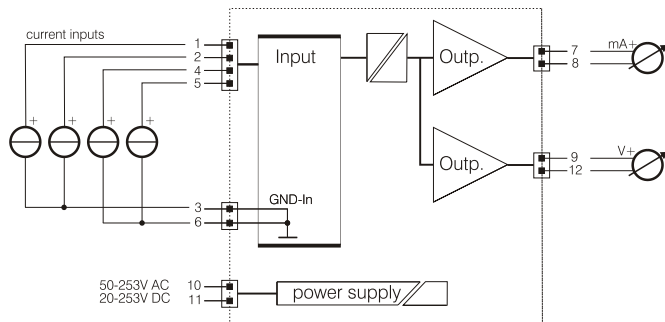 current inputs
1
2
4
5
Input
Outp.
7
8
mA+
+
+
+
+
Outp.
9
12
V+
3
6
GND-In
50-253V AC 10
20-253V DC 11
power supply